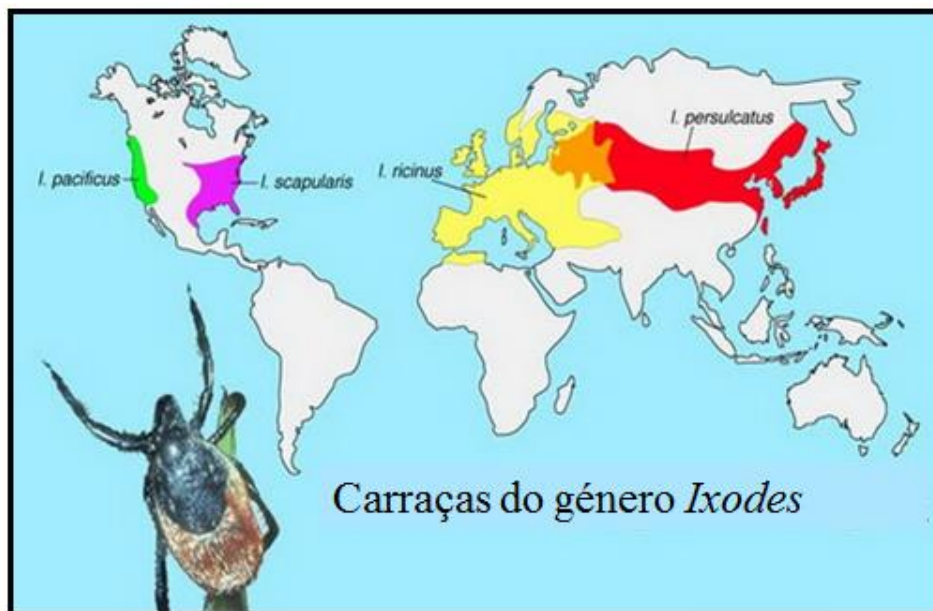 I. persulcatus
I. pacificus
I. scapularis
I. ricinus
Carraças do género Ixodes